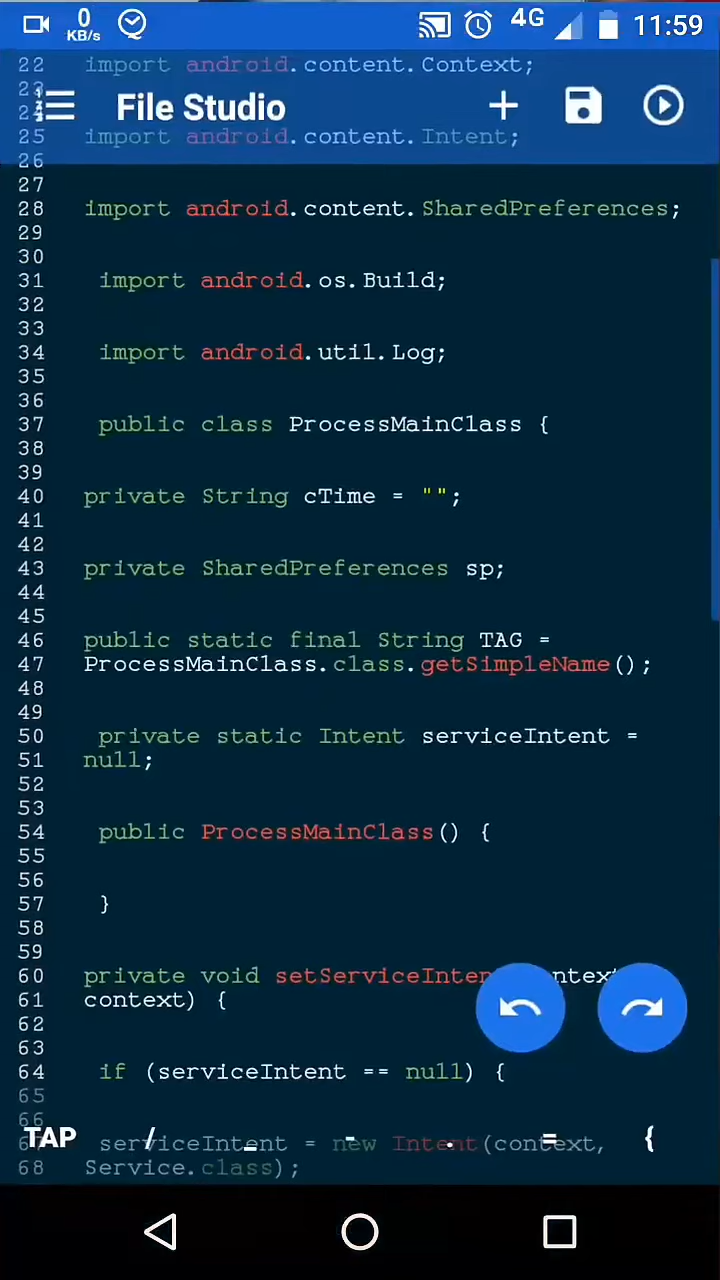 0
KB/s
4G
11:59
22 import android.content.Context;
23
File Studio
24
25 import android.content.Intent;
26
27
28 import android.content.SharedPreferences;
29
30
31 import android.os.Build;
32
33
34 import android.util.Log;
35
36
37 public class ProcessMainClass {
38
39
40 private String cTime = "";
41
42
43 private SharedPreferences sp;
44
45
46 public static final String TAG =
47 ProcessMainClass.class.getSimpleName();
48
49
50 private static Intent serviceIntent =
51 null;
52
53
54 public ProcessMainClass() {
55
56
57 }
58
59
60 private void
61 context) {
62
63
64 if (serviceIntent == null) {
65
66
TAP / _ - . = {
67 serviceIntent = new Intent(context,
68 Service.class);